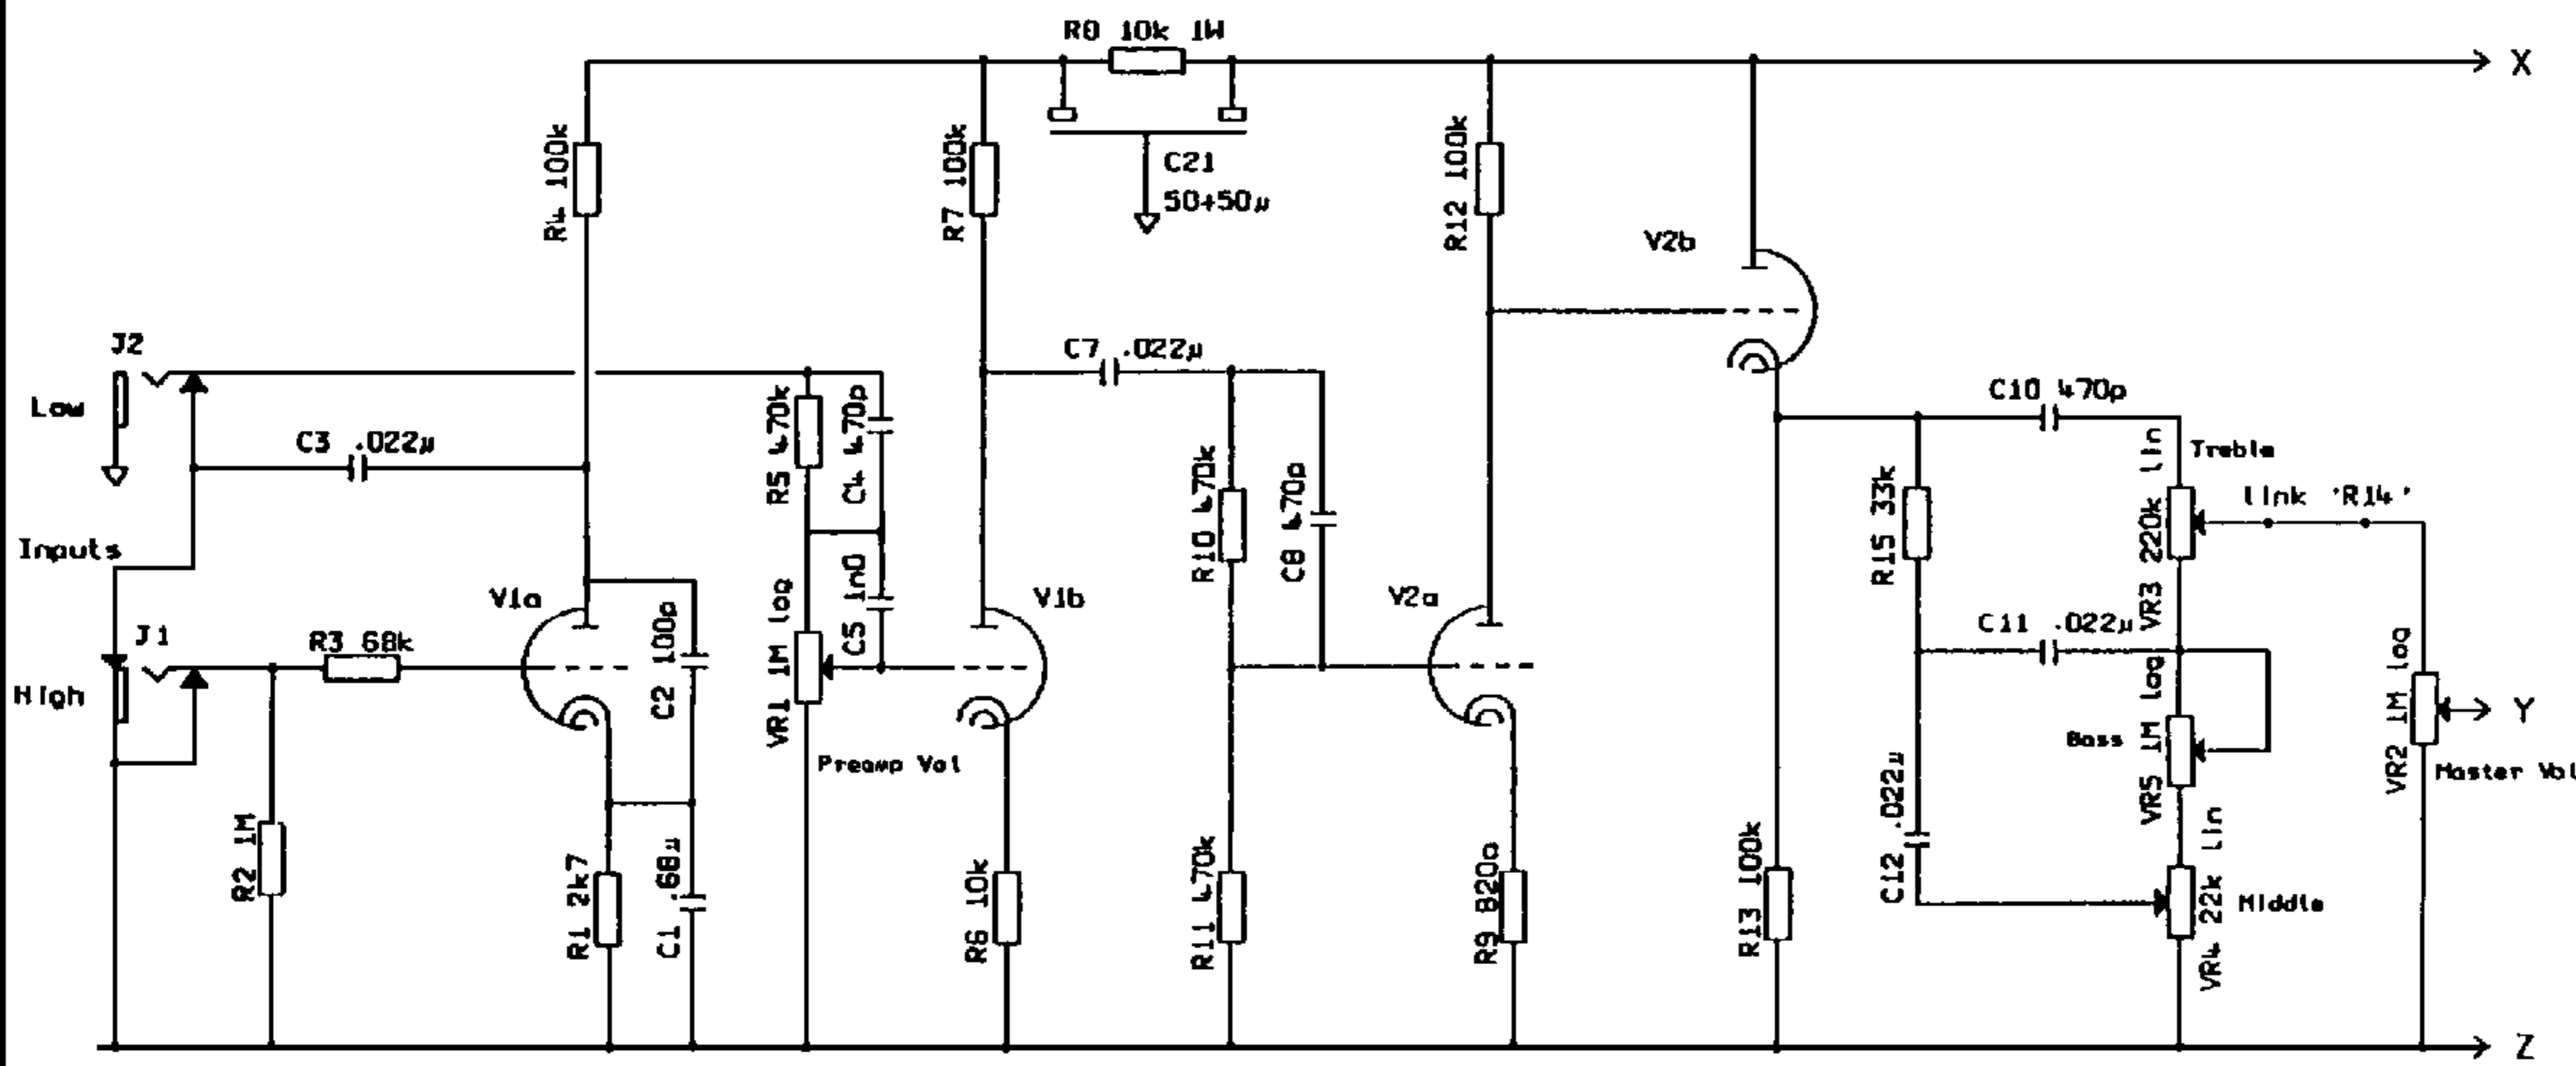 R8 10k 1W
X
R4 100k
R7 100k
C21
50+50µ
R12 100k
V2b
J2
Low
C3 .022µ
R5 470k
C4 470p
C7 .022µ
C10 470p
lin
Treble
link 'R14'
R10 470k
C8 470p
R15 33k
VR3 220k
Inputs
V1a
C5 1n0
V1b
V2a
C11 .022µ
J1
R3 68k
High
C2 100p
VR1 1M log
Preamp Vol
Bass
VR5 1M log
VR2 1M log
Y
Master Vol
R2 1M
R1 2k7
C1 .68µ
R6 10k
R11 470k
R9 820
R13 100k
C12 .022µ
VR4 22k lin
Middle
Z